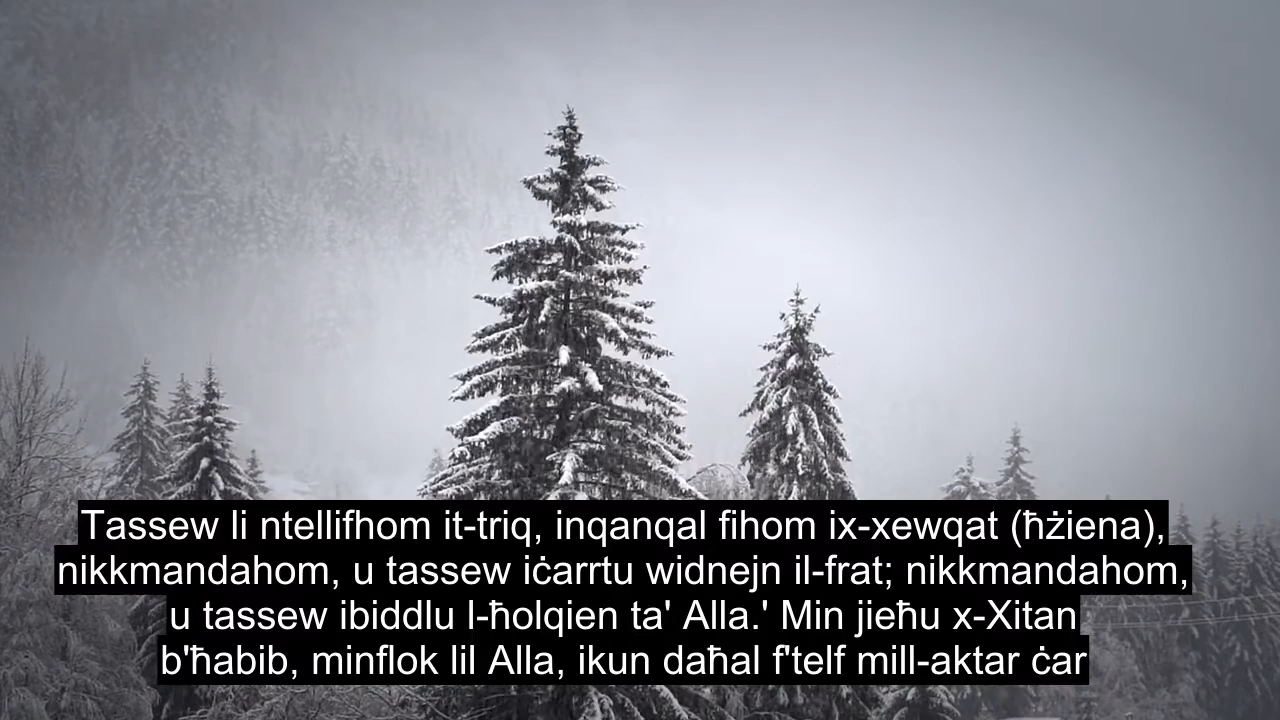 Tassew li ntellifhom it-triq, inqanqal fihom ix-xewqat (ħżiena),
nikkmandahom, u tassew iċarrtu widnejn il-frat; nikkmandahom,
u tassew ibiddlu l-ħolqien ta' Alla.' Min jieħu x-Xitan
b'ħabib, minflok lil Alla, ikun daħal f'telf mill-aktar ċar